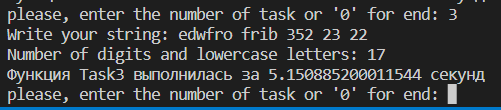 please, enter the number of task or '0' for end: 3
Write your string: edwfro frib 352 23 22
Number of digits and lowercase letters: 17
Функция Task3 выполнилась за 5.150885200011544 секунд
please, enter the number of task or '0' for end: